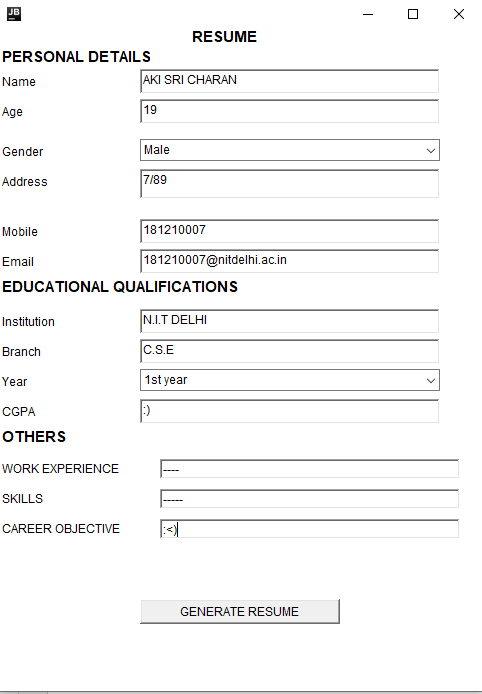 JB
RESUME
PERSONAL DETAILS
Name AKI SRI CHARAN
Age 19
Gender Male
Address 7/89
Mobile 181210007
Email 181210007@nitdelhi.ac.in
EDUCATIONAL QUALIFICATIONS
Institution N.I.T DELHI
Branch C.S.E
Year 1st year
CGPA :)
OTHERS
WORK EXPERIENCE ----
SKILLS -----
CAREER OBJECTIVE :<)
GENERATE RESUME